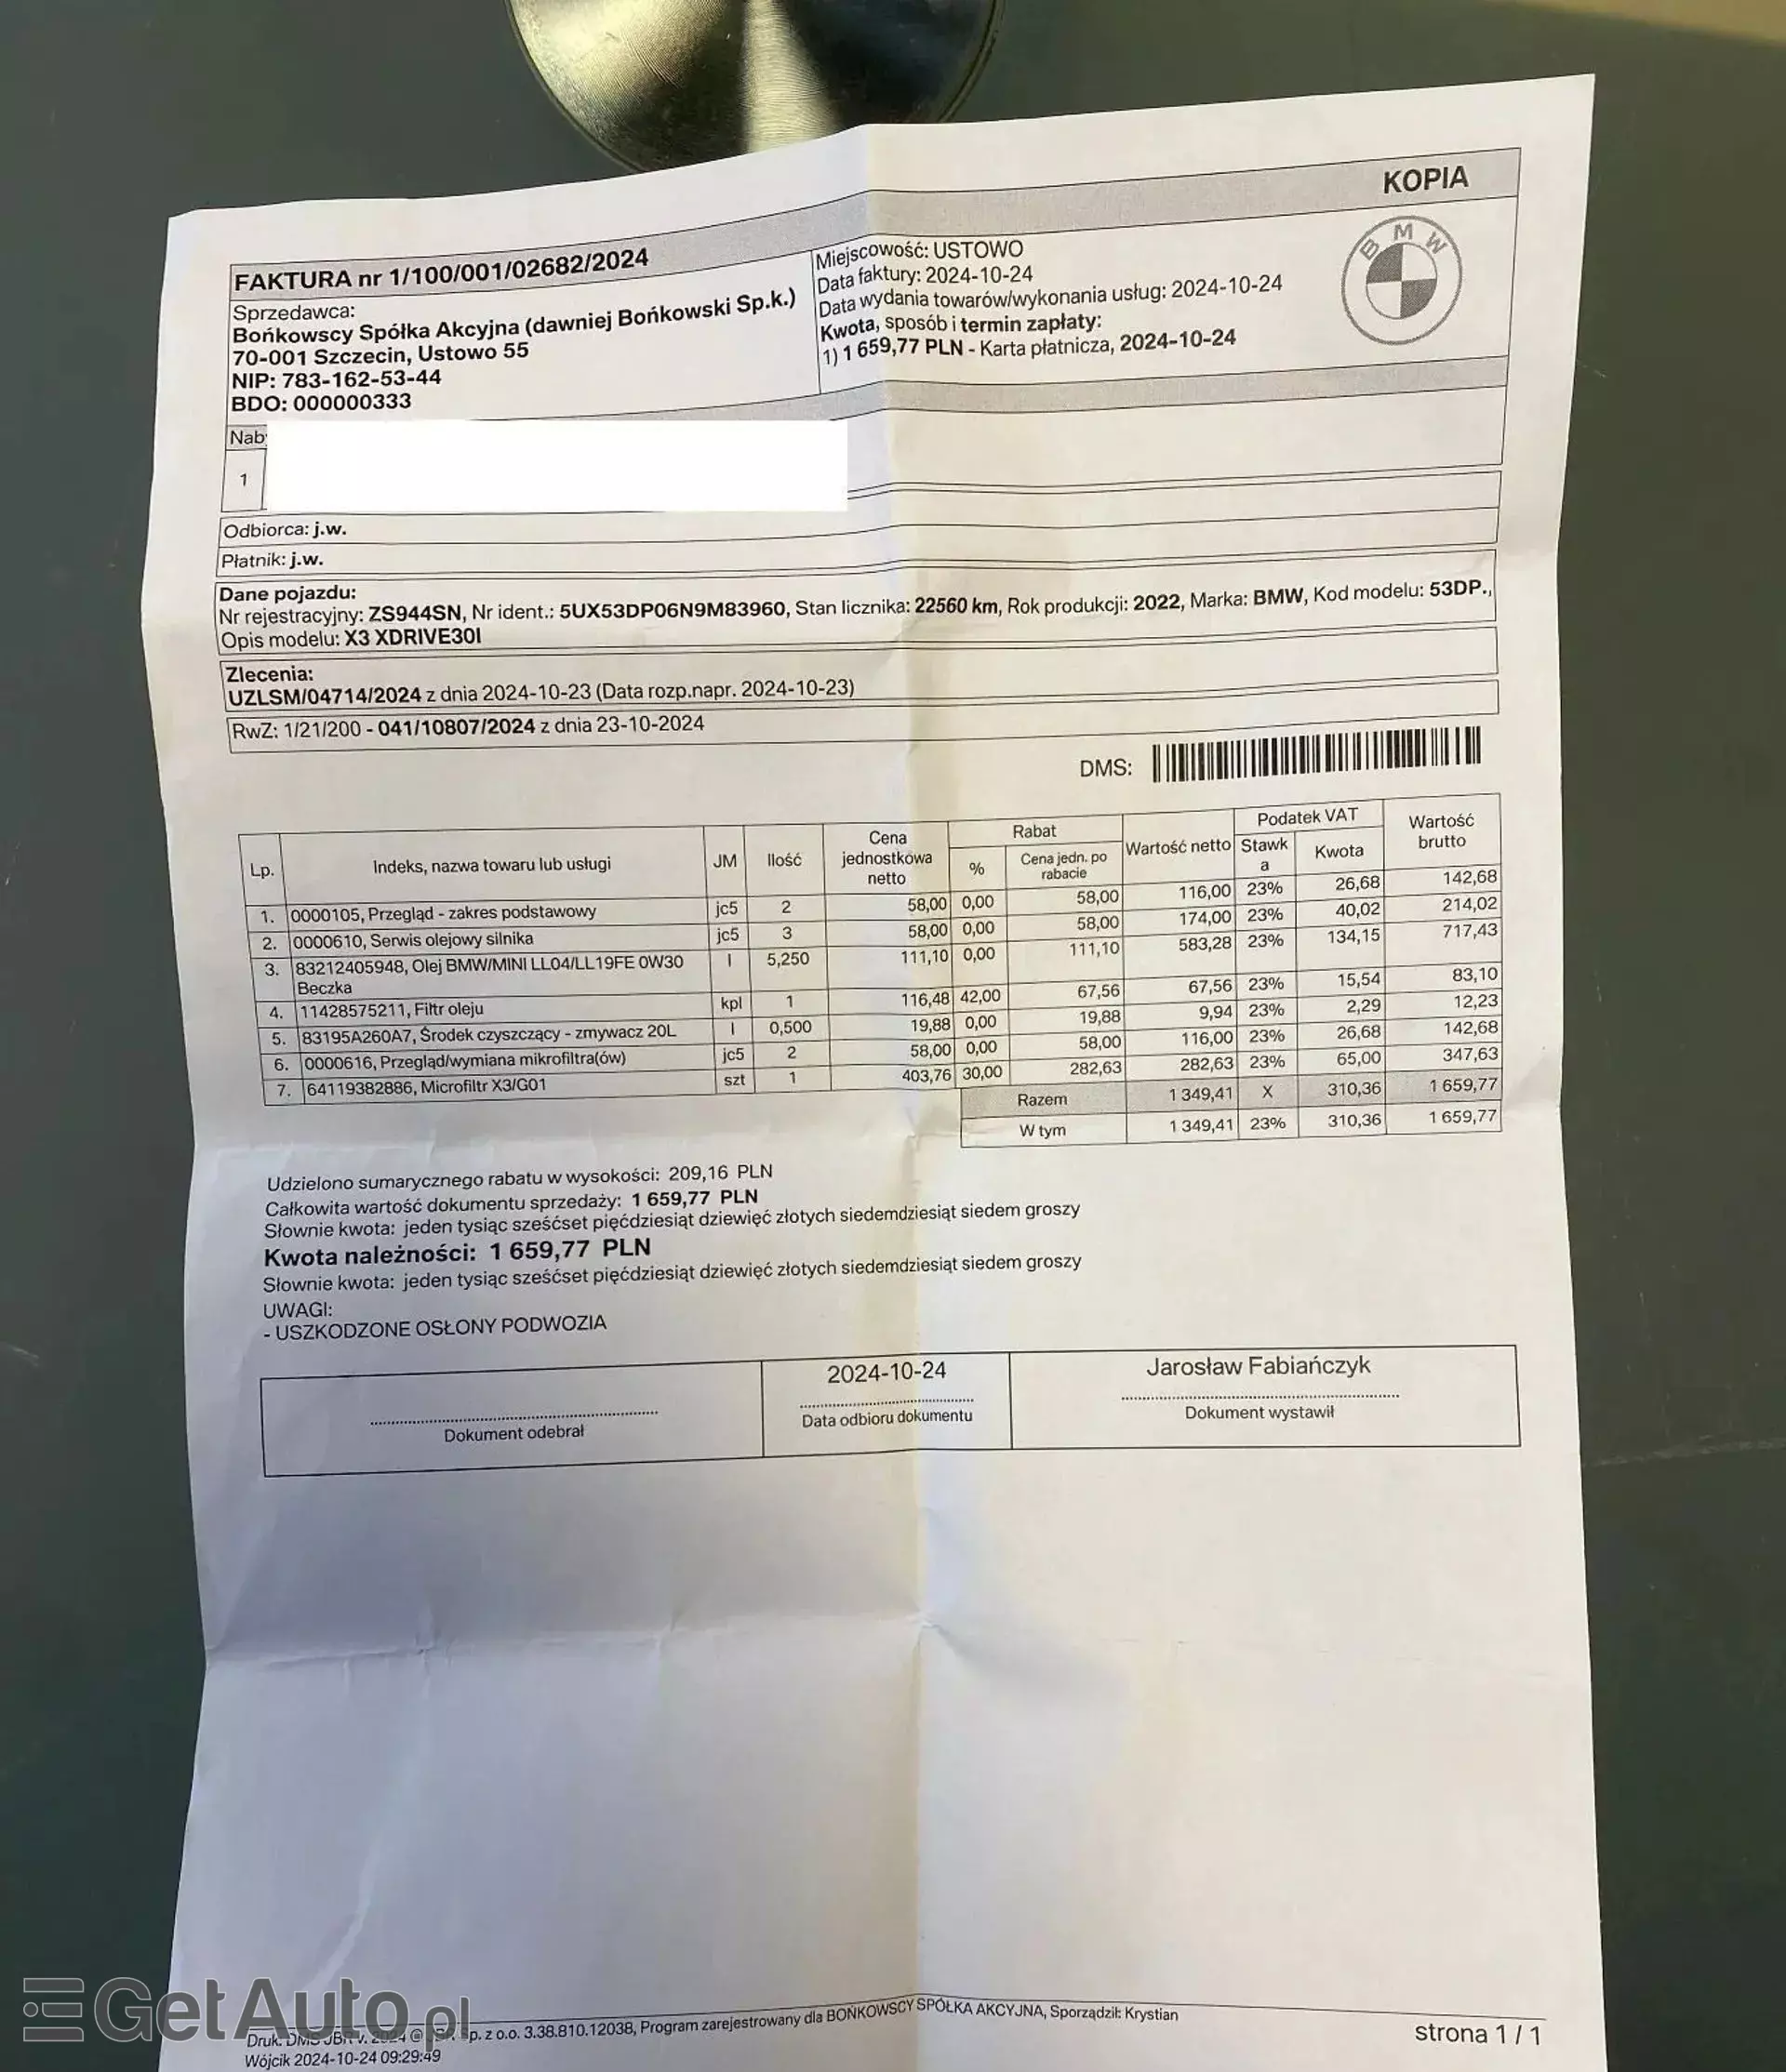 KOPIA
FAKTURA nr 1/100/001/02682/2024
Sprzedawca:
Bońkowscy Spółka Akcyjna (dawniej Bońkowski Sp.k.)
70-001 Szczecin, Ustowo 55
NIP: 783-162-53-44
BDO: 000000333
Miejscowość: USTOWO
Data faktury: 2024-10-24
Data wydania towarów/wykonania usług: 2024-10-24
Kwota, sposób i termin zapłaty:
1) 1 659,77 PLN - Karta płatnicza, 2024-10-24
BMW
Nab
1
Odbiorca: j.w.
Płatnik: j.w.
Dane pojazdu:
Nr rejestracyjny: ZS944SN, Nr ident.: 5UX53DP06N9M83960, Stan licznika: 22560 km, Rok produkcji: 2022, Marka: BMW, Kod modelu: 53DP.,
Opis modelu: X3 XDRIVE30I
Zlecenia:
UZLSM/04714/2024 z dnia 2024-10-23 (Data rozp.napr. 2024-10-23)
RwZ: 1/21/200 - 041/10807/2024 z dnia 23-10-2024
DMS:
Lp. Indeks, nazwa towaru lub usługi JM Ilość Cena jednostkowa netto Rabat % Cena jedn. po rabacie Wartość netto Podatek VAT Stawka Kwota Wartość brutto
1. 0000105, Przegląd - zakres podstawowy jc5 2 58,00 0,00 58,00 116,00 23% 26,68 142,68
2. 0000610, Serwis olejowy silnika jc5 3 58,00 0,00 58,00 174,00 23% 40,02 214,02
3. 83212405948, Olej BMW/MINI LL04/LL19FE 0W30 l 5,250 111,10 0,00 111,10 583,28 23% 134,15 717,43
Beczka
4. 11428575211, Filtr oleju kpl 1 116,48 42,00 67,56 67,56 23% 15,54 83,10
5. 83195A260A7, Środek czyszczący - zmywacz 20L l 0,500 19,88 0,00 19,88 9,94 23% 2,29 12,23
6. 0000616, Przegląd/wymiana mikrofiltra(ów) jc5 2 58,00 0,00 58,00 116,00 23% 26,68 142,68
7. 64119382886, Microfiltr X3/G01 szt 1 403,76 30,00 282,63 282,63 23% 65,00 347,63
Razem 1 349,41 X 310,36 1 659,77
W tym 1 349,41 23% 310,36 1 659,77
Udzielono sumarycznego rabatu w wysokości: 209,16 PLN
Całkowita wartość dokumentu sprzedaży: 1 659,77 PLN
Słownie kwota: jeden tysiąc sześćset pięćdziesiąt dziewięć złotych siedemdziesiąt siedem groszy
Kwota należności: 1 659,77 PLN
Słownie kwota: jeden tysiąc sześćset pięćdziesiąt dziewięć złotych siedemdziesiąt siedem groszy
UWAGI:
- USZKODZONE OSŁONY PODWOZIA
2024-10-24
Jarosław Fabiańczyk
Dokument odebrał
Data odbioru dokumentu
Dokument wystawił
GetAuto.pl
Druk. DMS JBR v. 2024 @ Sp. z o.o. 3.38.810.12038, Program zarejestrowany dla BOŃKOWSCY SPÓŁKA AKCYJNA, Sporządził: Krystian
Wójcik 2024-10-24 09:29:49
strona 1 / 1